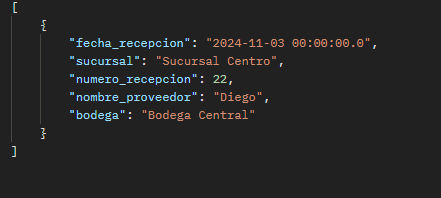 [
{
"fecha_recepcion": "2024-11-03 00:00:00.0",
"sucursal": "Sucursal Centro",
"numero_recepcion": 22,
"nombre_proveedor": "Diego",
"bodega": "Bodega Central"
}
]